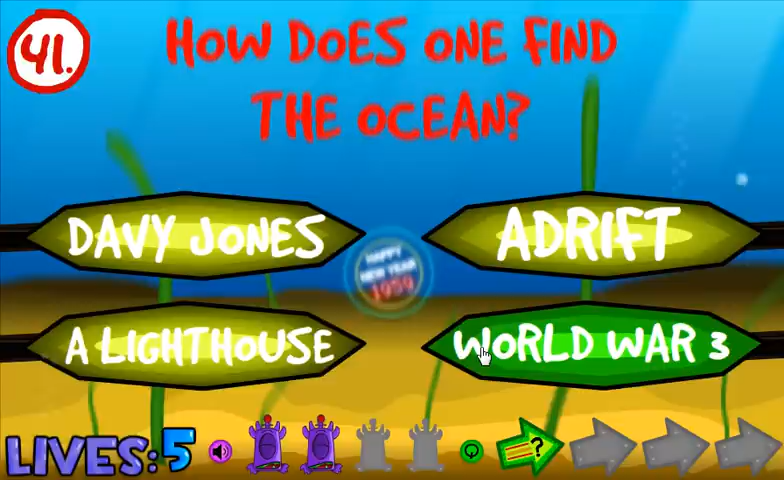 41.
HOW DOES ONE FIND
THE OCEAN?
DAVY JONES
ADRIFT
HAPPY
NEW YEAR
1959
A LIGHTHOUSE
WORLD WAR 3
LIVES:5
?